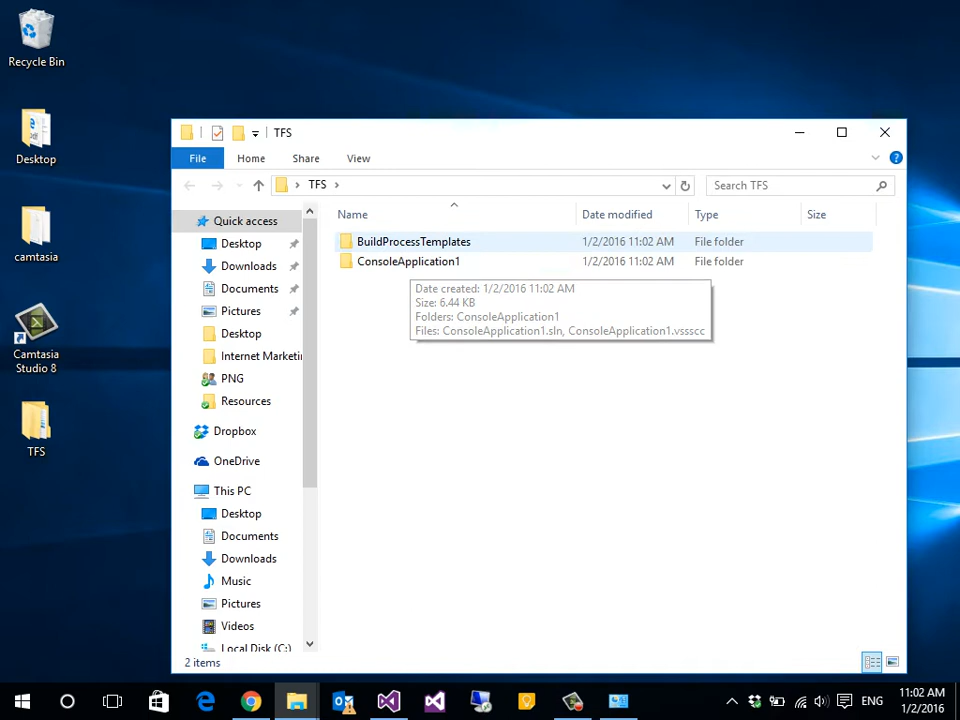 Recycle Bin
Desktop
camtasia
Camtasia
Studio 8
TFS
TFS
File
Home
Share
View
TFS
Search TFS
Name
Date modified
Type
Size
BuildProcessTemplates
1/2/2016 11:02 AM
File folder
ConsoleApplication1
1/2/2016 11:02 AM
File folder
Date created: 1/2/2016 11:02 AM
Size: 6.44 KB
Folders: ConsoleApplication1
Files: ConsoleApplication1.sln, ConsoleApplication1.vssscc
Quick access
Desktop
Downloads
Documents
Pictures
Desktop
Internet Marketi
PNG
Resources
Dropbox
OneDrive
This PC
Desktop
Documents
Downloads
Music
Pictures
Videos
Local Disk (C:)
2 items
ENG
11:02 AM
1/2/2016